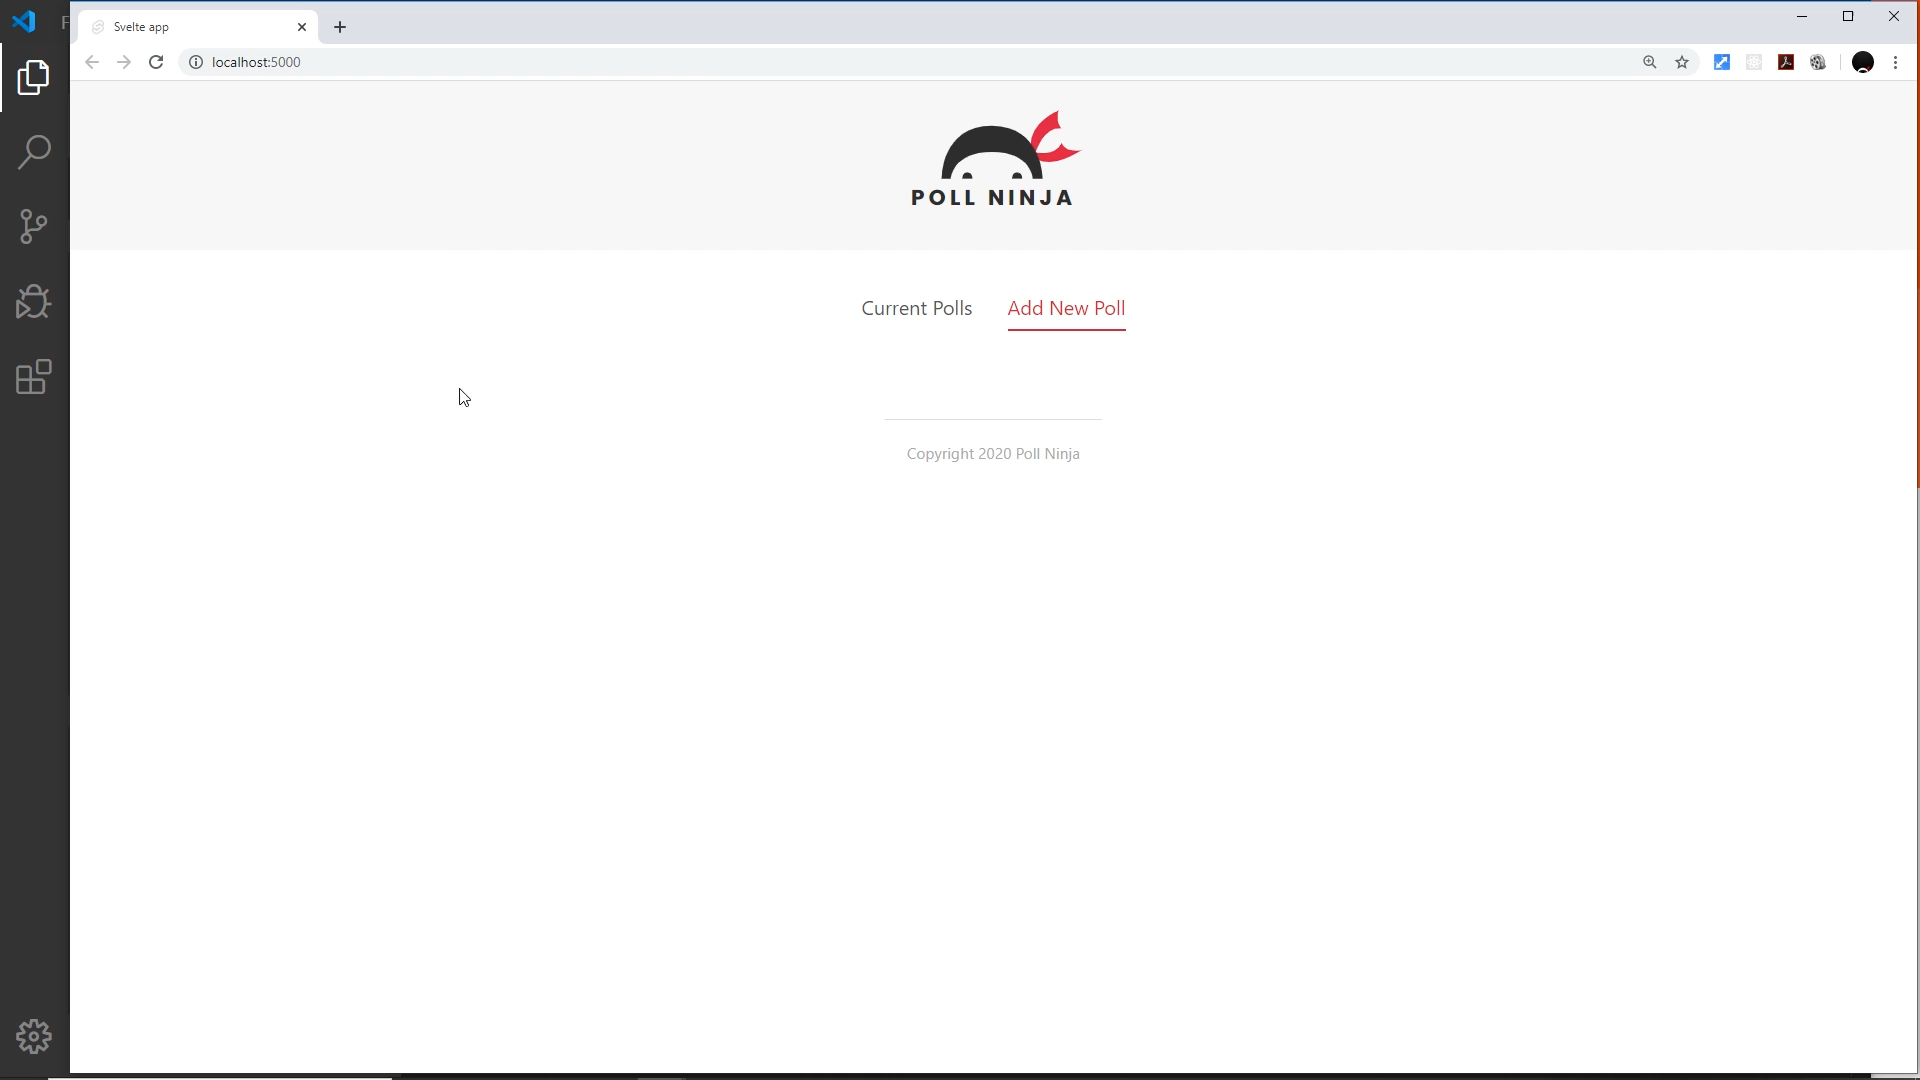 F
Svelte app
localhost:5000
POLL NINJA
Current Polls
Add New Poll
Copyright 2020 Poll Ninja